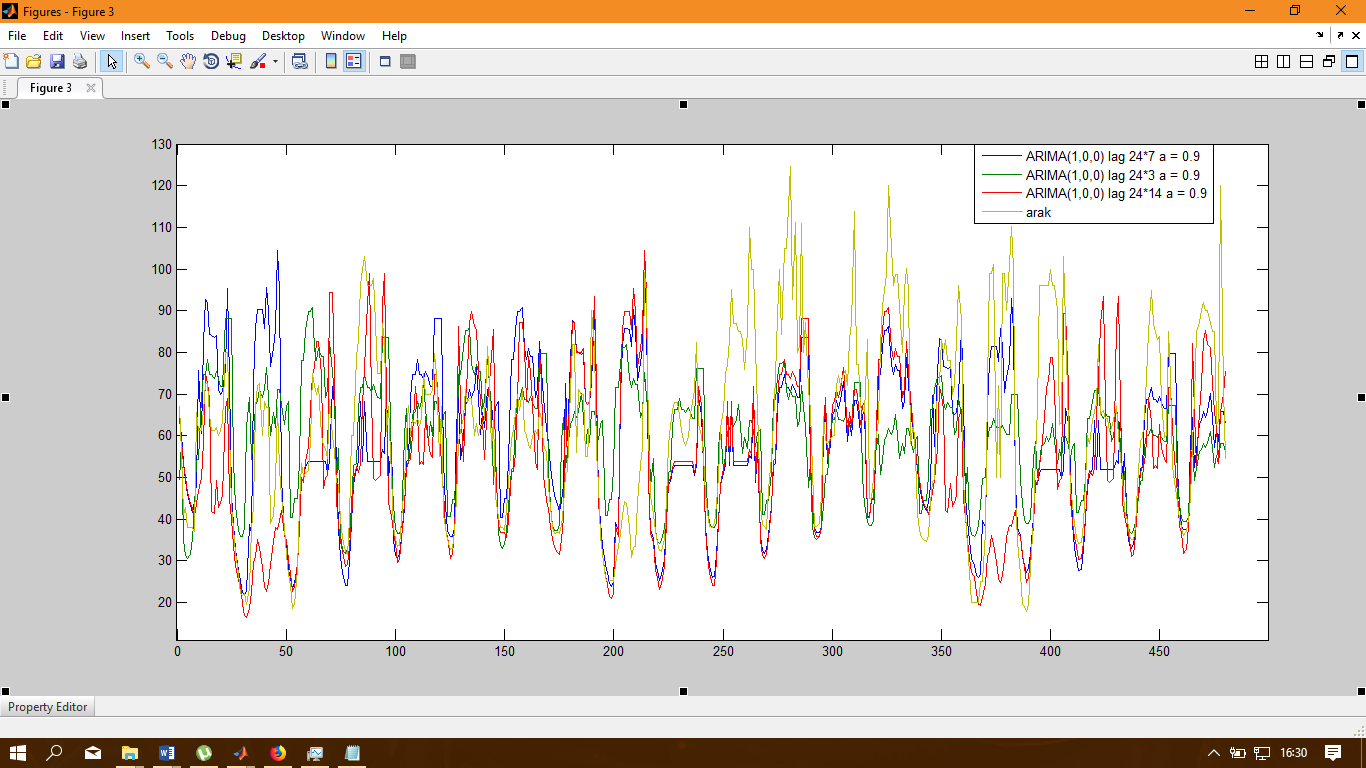 Figures - Figure 3
File Edit View Insert Tools Debug Desktop Window Help
Figure 3
130
120
110
100
90
80
70
60
50
40
30
20
0 50 100 150 200 250 300 350 400 450
ARIMA(1,0,0) lag 24*7 a = 0.9
ARIMA(1,0,0) lag 24*3 a = 0.9
ARIMA(1,0,0) lag 24*14 a = 0.9
arak
Property Editor
16:30